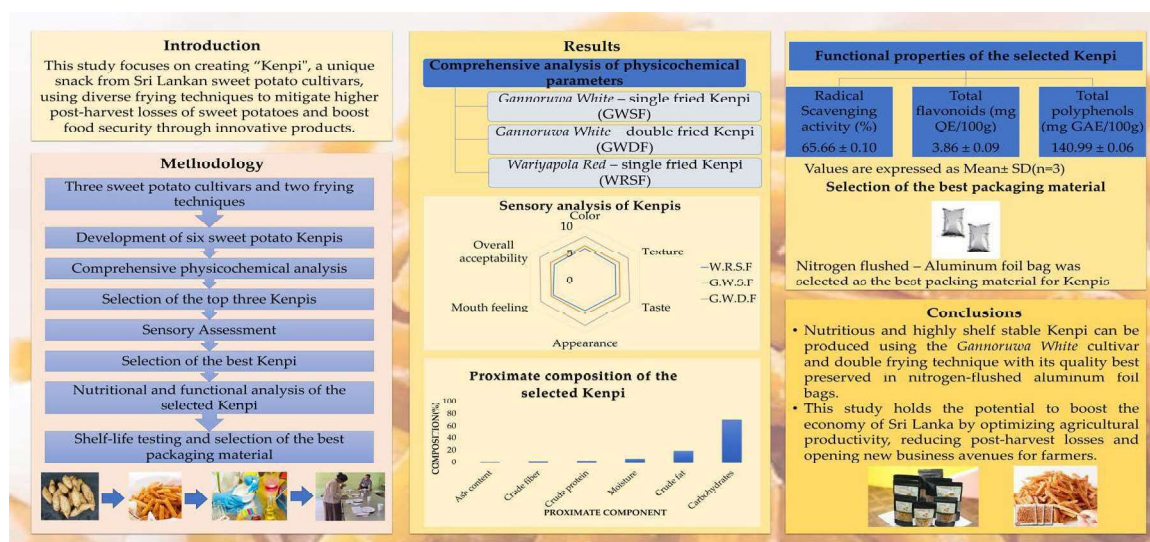 Introduction
This study focuses on creating “Kenpi", a unique
snack from Sri Lankan sweet potato cultivars,
using diverse frying techniques to mitigate higher
post-harvest losses of sweet potatoes and boost
food security through innovative products.
Methodology
Three sweet potato cultivars and two frying
techniques
Development of six sweet potato Kenpis
Comprehensive physicochemical analysis
Selection of the top three Kenpis
Sensory Assessment
Selection of the best Kenpi
Nutritional and functional analysis of the
selected Kenpi
Shelf-life testing and selection of the best
packaging material
Results
Comprehensive analysis of physicochemical
parameters
Gannoruwa White – single fried Kenpi
(GWSF)
Gannoruwa White – double fried Kenpi
(GWDF)
Wariyapola Red – single fried Kenpi
(WRSF)
Sensory analysis of Kenpis
Color
10
5
0
Texture
Taste
Appearance
Mouth feeling
Overall
acceptability
W.R.S.F
G.W.S.F
G.W.D.F
Proximate composition of the
selected Kenpi
COMPOSITION(%)
100
80
60
40
20
0
Ash content
Crude fiber
Crude protein
Moisture
Crude fat
Carbohydrates
PROXIMATE COMPONENT
Functional properties of the selected Kenpi
Radical
Scavenging
activity (%)
65.66 ± 0.10
Total
flavonoids (mg
QE/100g)
3.86 ± 0.09
Total
polyphenols
(mg GAE/100g)
140.99 ± 0.06
Values are expressed as Mean± SD(n=3)
Selection of the best packaging material
Nitrogen flushed – Aluminum foil bag was
selected as the best packing material for Kenpis
Conclusions
• Nutritious and highly shelf stable Kenpi can be
produced using the Gannoruwa White cultivar
and double frying technique with its quality best
preserved in nitrogen-flushed aluminum foil
bags.
• This study holds the potential to boost the
economy of Sri Lanka by optimizing agricultural
productivity, reducing post-harvest losses and
opening new business avenues for farmers.